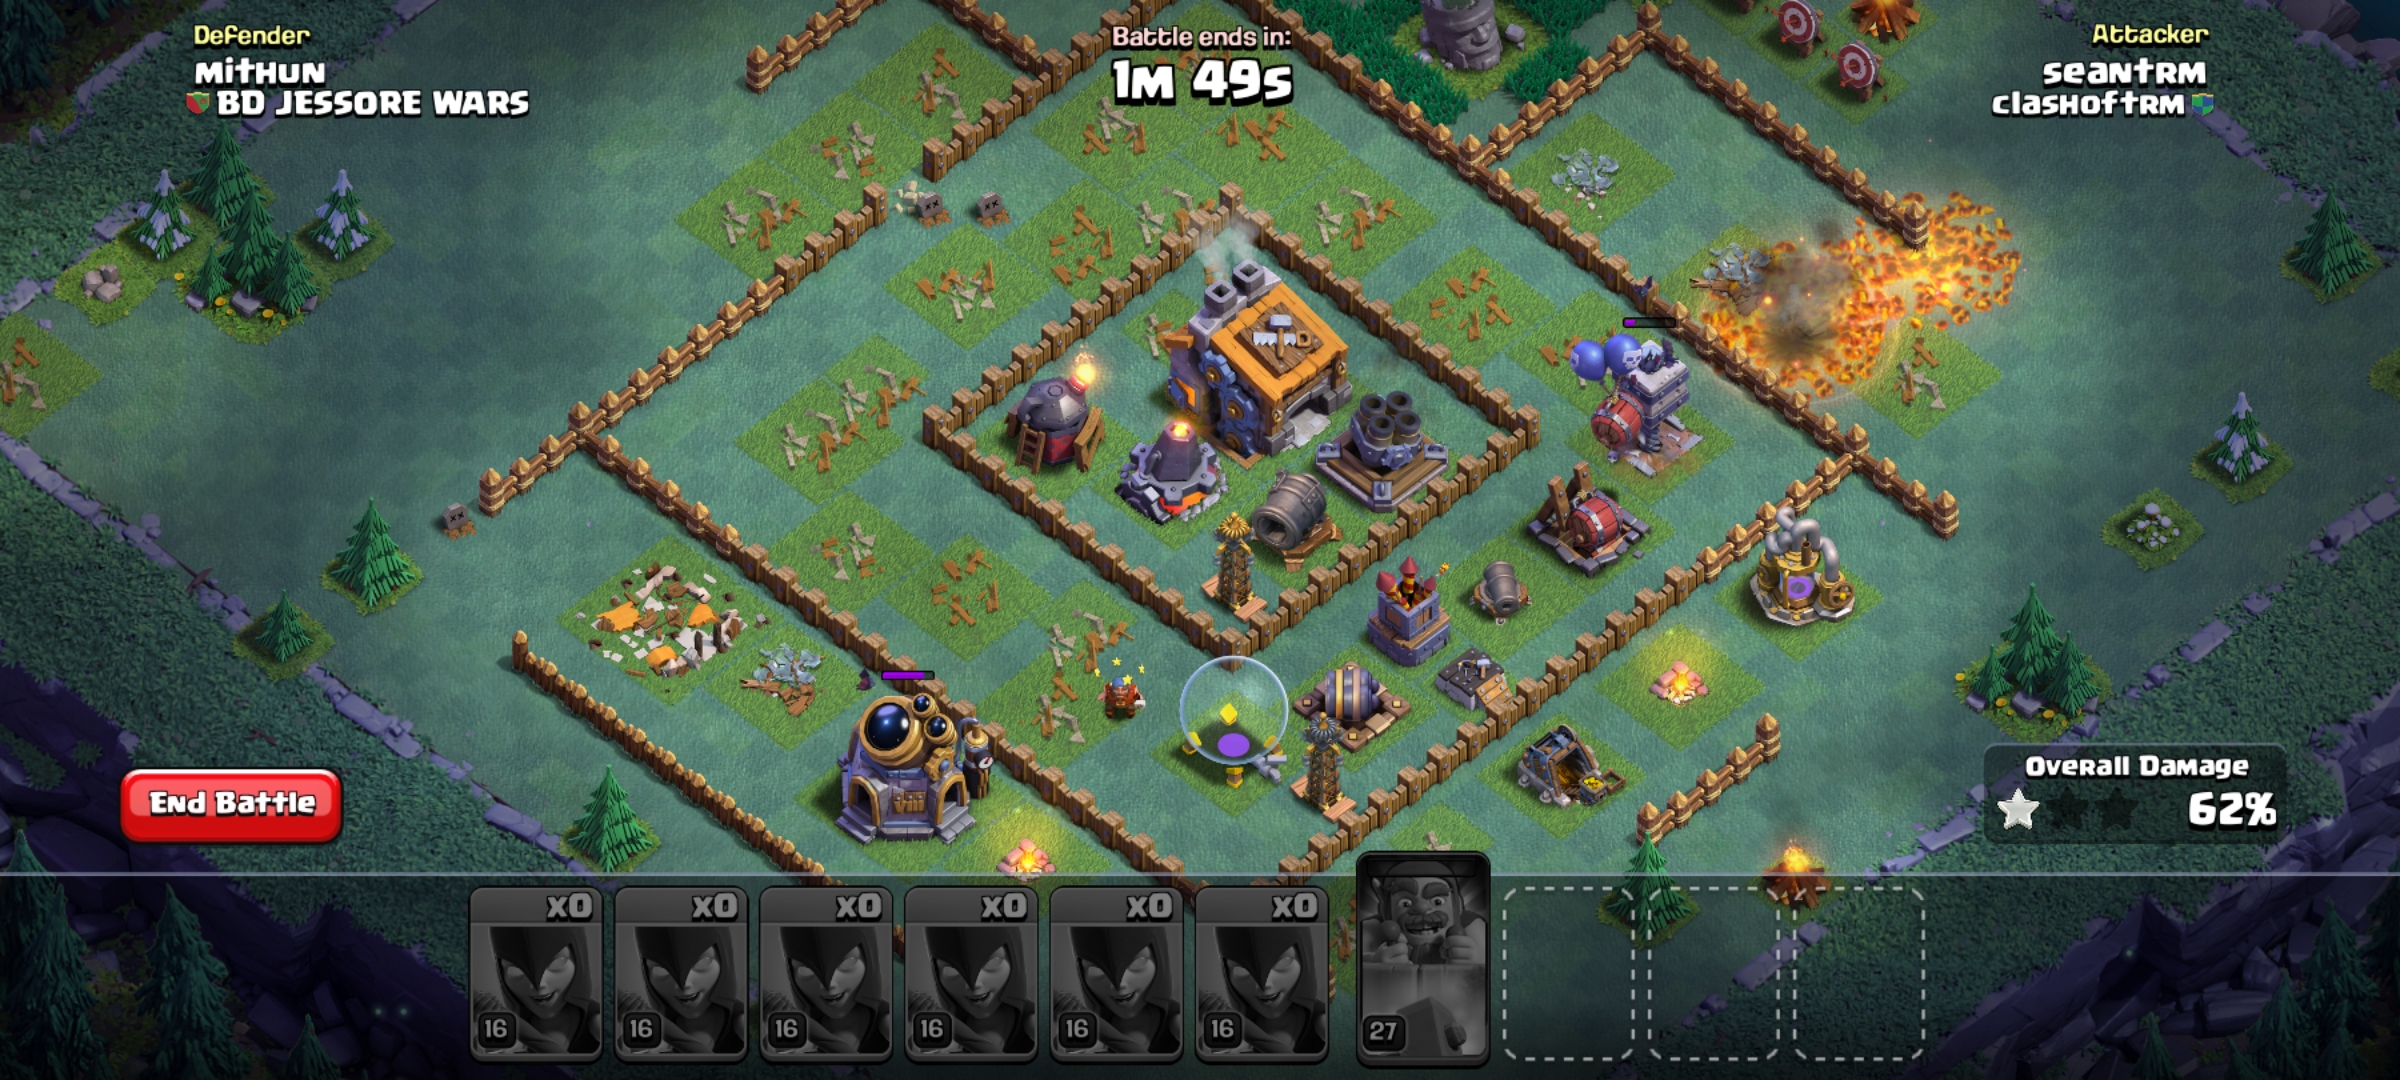 Defender
MiTHUN
BD JESSORE WARS
Battle ends in:
1M 49s
Attacker
seanTRM
clashofTRM
End Battle
Overall Damage
62%
x0
x0
x0
x0
x0
x0
16
16
16
16
16
16
27